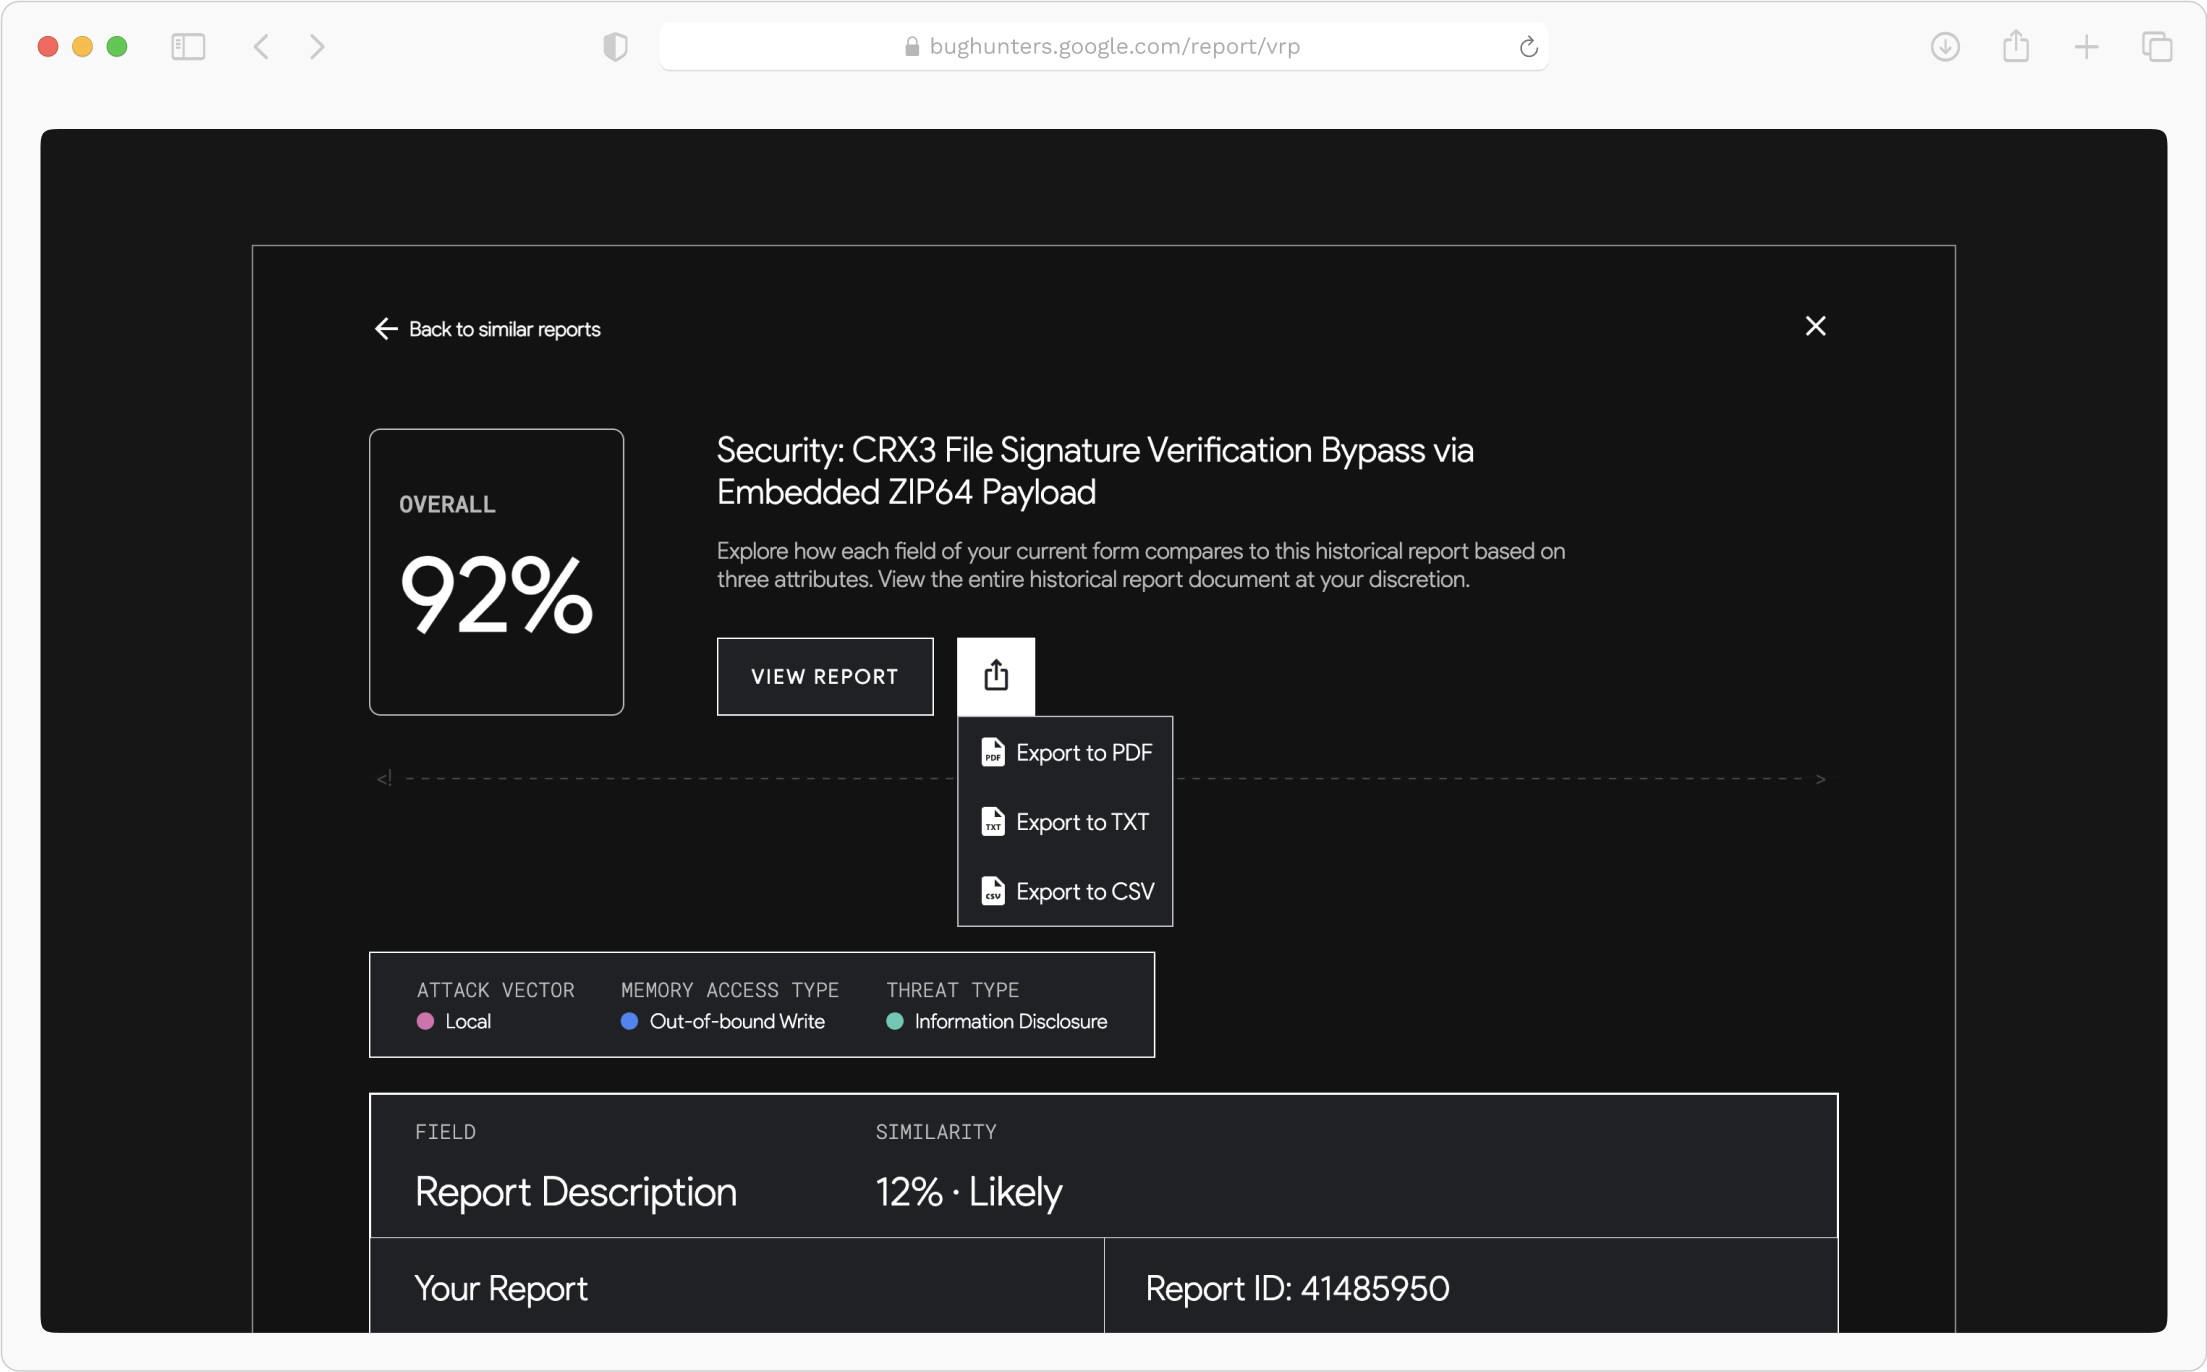 bughunters.google.com/report/vrp
Back to similar reports
OVERALL
92%
Security: CRX3 File Signature Verification Bypass via
Embedded ZIP64 Payload
Explore how each field of your current form compares to this historical report based on
three attributes. View the entire historical report document at your discretion.
VIEW REPORT
PDF Export to PDF
TXT Export to TXT
CSV Export to CSV
<! - - - >
ATTACK VECTOR
Local
MEMORY ACCESS TYPE
Out-of-bound Write
THREAT TYPE
Information Disclosure
FIELD
Report Description
SIMILARITY
12% · Likely
Your Report
Report ID: 41485950